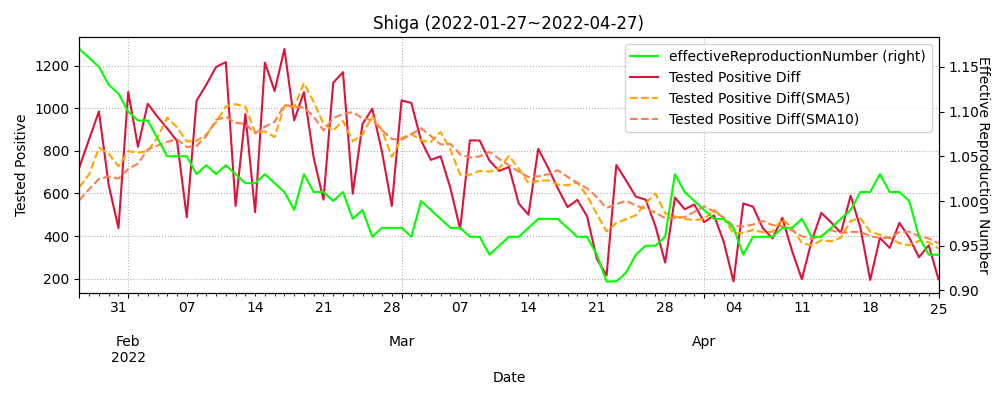 Shiga (2022-01-27~2022-04-27)
effectiveReproductionNumber (right)
Tested Positive Diff
Tested Positive Diff(SMA5)
Tested Positive Diff(SMA10)
Tested Positive
1200
1000
800
600
400
200
Effective Reproduction Number
1.15
1.10
1.05
1.00
0.95
0.90
31 07 14 21 28 07 14 21 28 04 11 18 25
Feb Mar Apr
2022
Date